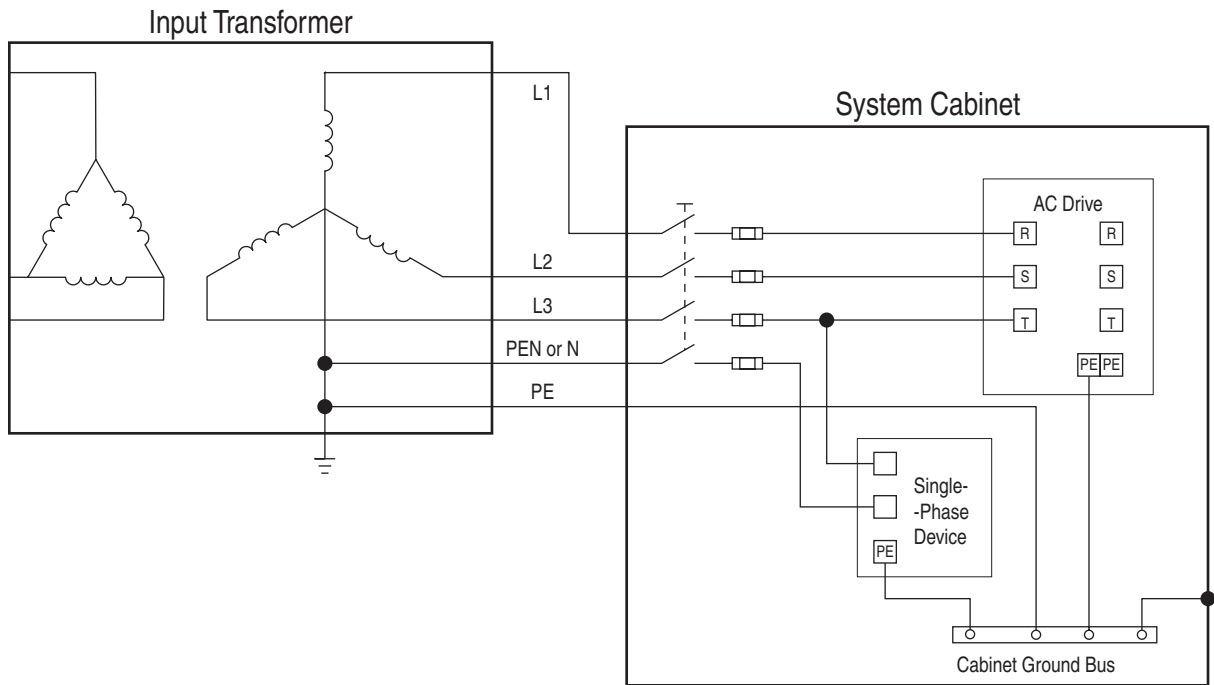 Input Transformer
L1
System Cabinet
AC Drive
R
R
L2
S
S
L3
T
T
PEN or N
PE PE
PE
Single-
-Phase
Device
PE
Cabinet Ground Bus